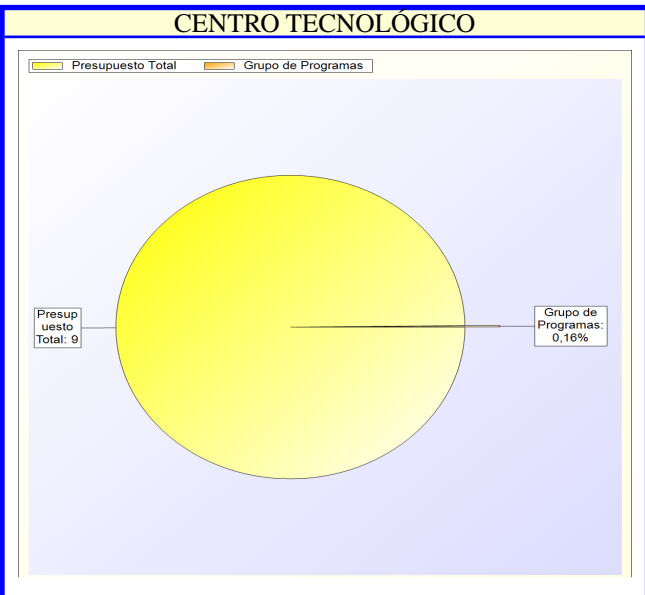 CENTRO TECNOLÓGICO
Presupuesto Total
Grupo de Programas
Presup
uesto
Total: 9
Grupo de
Programas:
0,16%